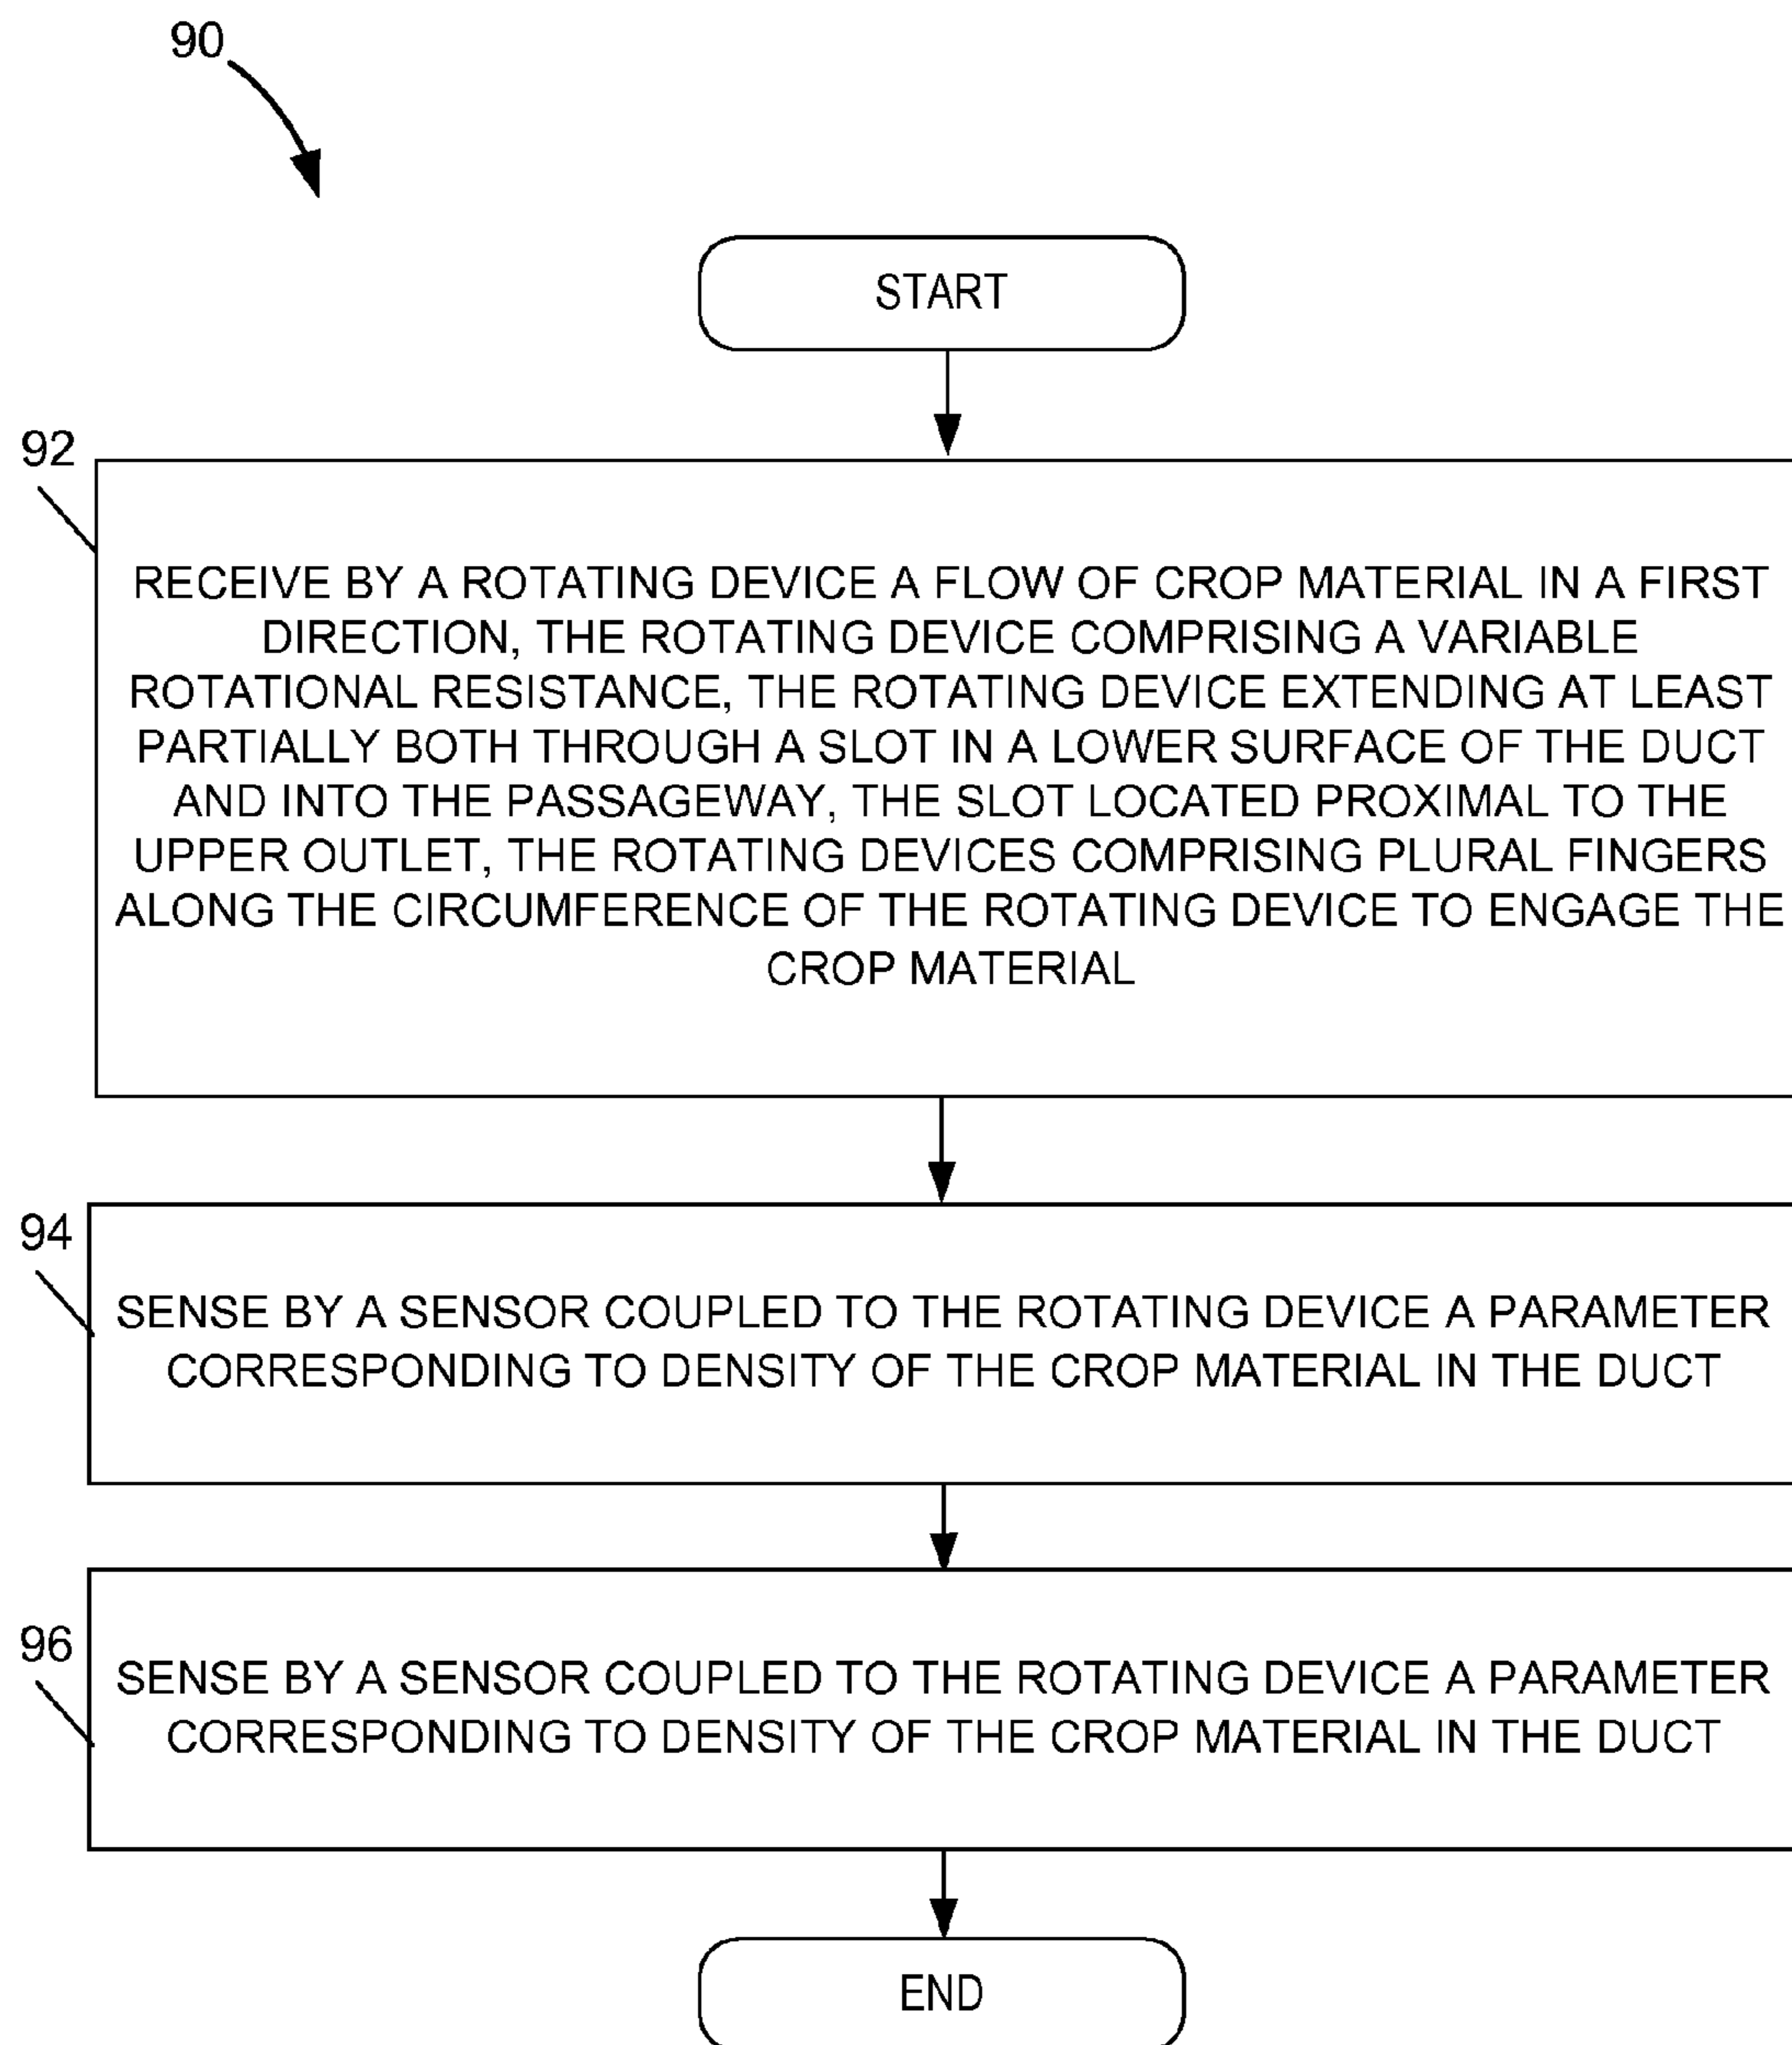 90
START
92
RECEIVE BY A ROTATING DEVICE A FLOW OF CROP MATERIAL IN A FIRST
DIRECTION, THE ROTATING DEVICE COMPRISING A VARIABLE
ROTATIONAL RESISTANCE, THE ROTATING DEVICE EXTENDING AT LEAST
PARTIALLY BOTH THROUGH A SLOT IN A LOWER SURFACE OF THE DUCT
AND INTO THE PASSAGEWAY, THE SLOT LOCATED PROXIMAL TO THE
UPPER OUTLET, THE ROTATING DEVICES COMPRISING PLURAL FINGERS
ALONG THE CIRCUMFERENCE OF THE ROTATING DEVICE TO ENGAGE THE
CROP MATERIAL
94
SENSE BY A SENSOR COUPLED TO THE ROTATING DEVICE A PARAMETER
CORRESPONDING TO DENSITY OF THE CROP MATERIAL IN THE DUCT
96
SENSE BY A SENSOR COUPLED TO THE ROTATING DEVICE A PARAMETER
CORRESPONDING TO DENSITY OF THE CROP MATERIAL IN THE DUCT
END